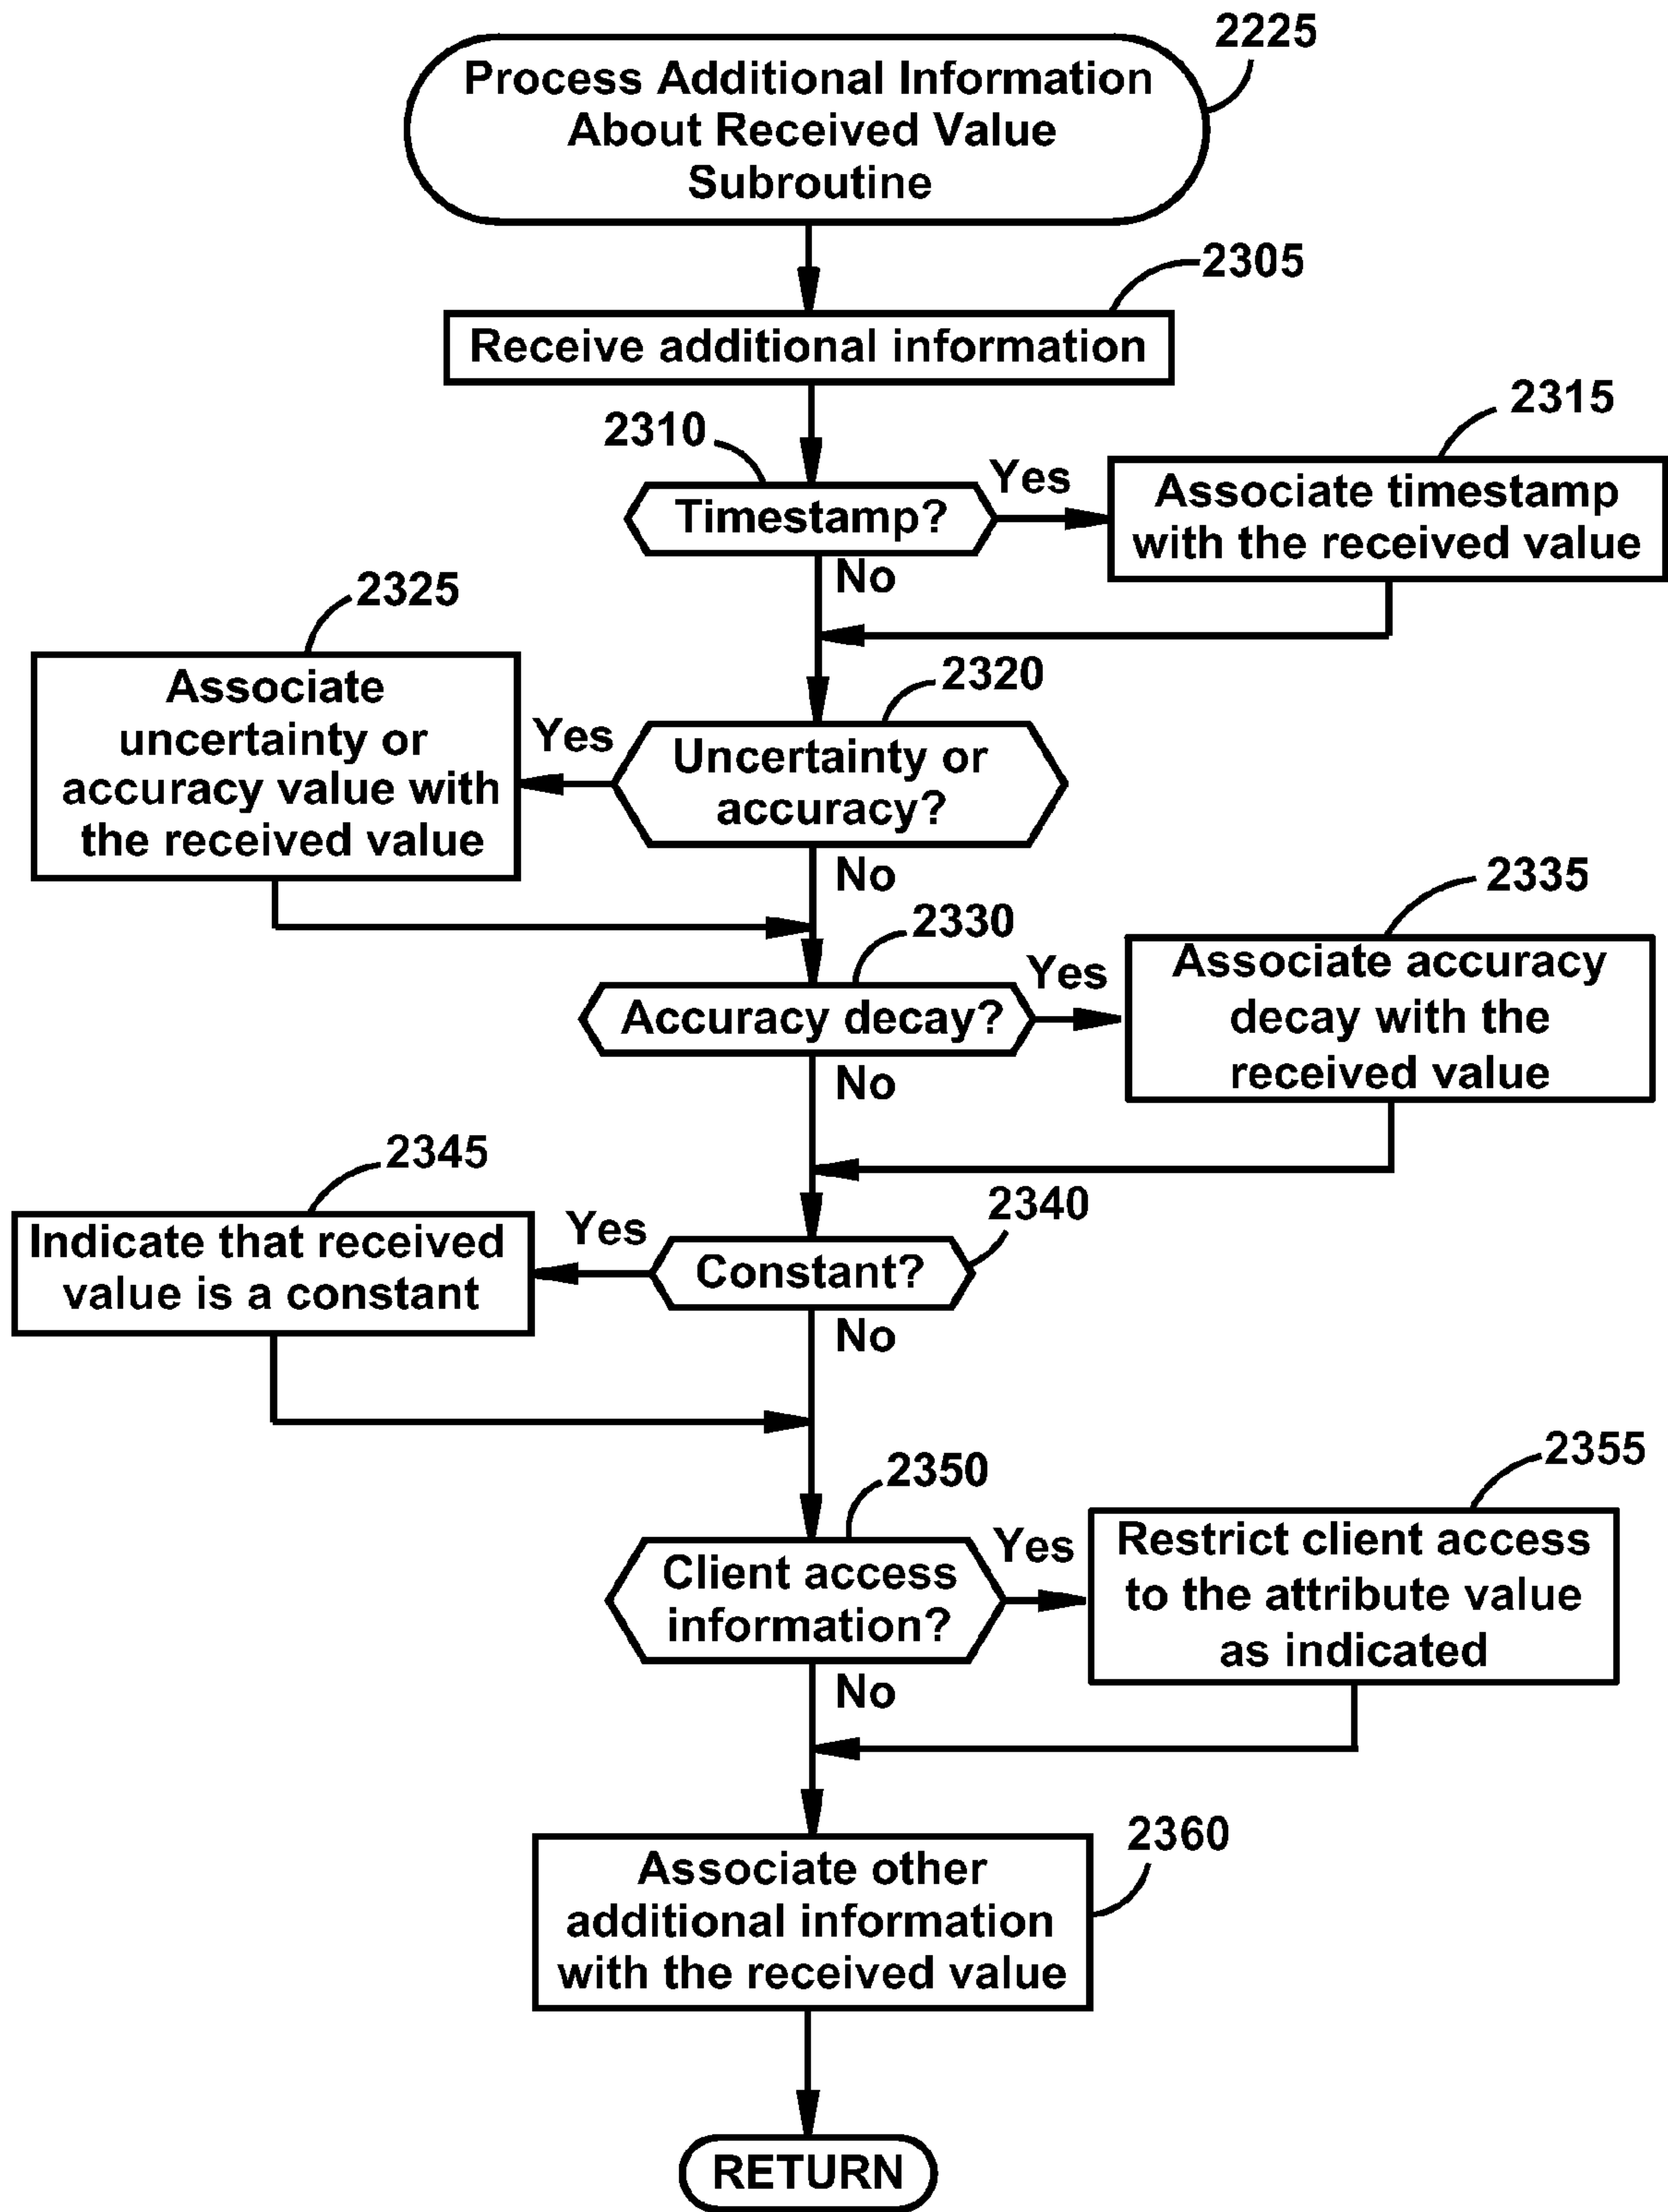 2225
Process Additional Information
About Received Value
Subroutine
2305
Receive additional information
2310
Timestamp?
Yes
2315
Associate timestamp
with the received value
No
2325
Associate
uncertainty or
accuracy value with
the received value
Yes
2320
Uncertainty or
accuracy?
No
2330
Accuracy decay?
Yes
2335
Associate accuracy
decay with the
received value
No
2345
Indicate that received
value is a constant
Yes
2340
Constant?
No
2350
Client access
information?
Yes
2355
Restrict client access
to the attribute value
as indicated
No
2360
Associate other
additional information
with the received value
RETURN